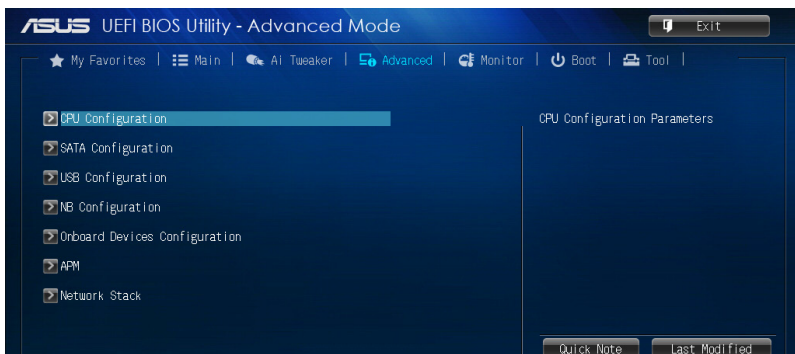 ASUS UEFI BIOS Utility - Advanced Mode
Exit
My Favorites | Main | Ai Tweaker | Advanced | Monitor | Boot | Tool |
CPU Configuration
CPU Configuration Parameters
SATA Configuration
USB Configuration
NB Configuration
Onboard Devices Configuration
APM
Network Stack
Quick Note
Last Modified